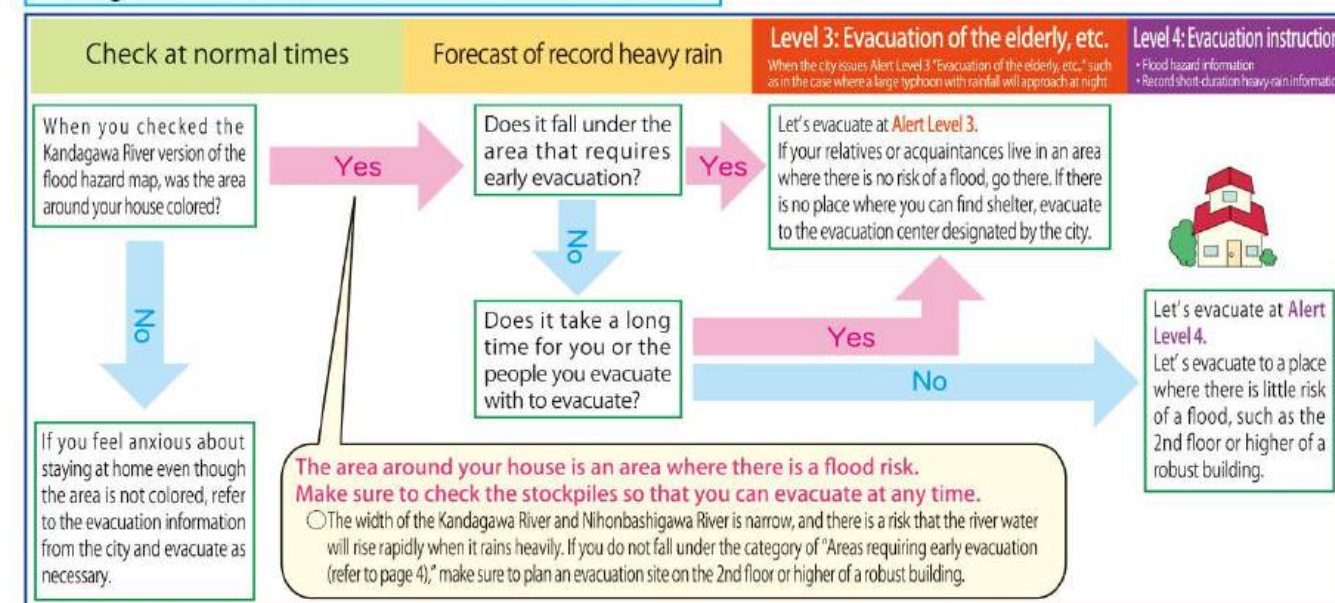 Check at normal times
Forecast of record heavy rain
Level 3: Evacuation of the elderly, etc.
When the city issues Alert Level 3 "Evacuation of the elderly, etc.," such
as in the case where a large typhoon with rainfall will approach at night
Level 4: Evacuation instruction
• Flood hazard information
• Record short-duration heavy-rain informatio
When you checked the
Kandagawa River version of the
flood hazard map, was the area
around your house colored?
Yes
Does it fall under the
area that requires
early evacuation?
Yes
Let's evacuate at Alert Level 3.
If your relatives or acquaintances live in an area
where there is no risk of a flood, go there. If there
is no place where you can find shelter, evacuate
to the evacuation center designated by the city.
No
No
Does it take a long
time for you or the
people you evacuate
with to evacuate?
Yes
No
Let's evacuate at Alert
Level 4.
Let' s evacuate to a place
where there is little risk
of a flood, such as the
2nd floor or higher of a
robust building.
If you feel anxious about
staying at home even though
the area is not colored, refer
to the evacuation information
from the city and evacuate as
necessary.
The area around your house is an area where there is a flood risk.
Make sure to check the stockpiles so that you can evacuate at any time.
○The width of the Kandagawa River and Nihonbashigawa River is narrow, and there is a risk that the river water
will rise rapidly when it rains heavily. If you do not fall under the category of "Areas requiring early evacuation
(refer to page 4)," make sure to plan an evacuation site on the 2nd floor or higher of a robust building.